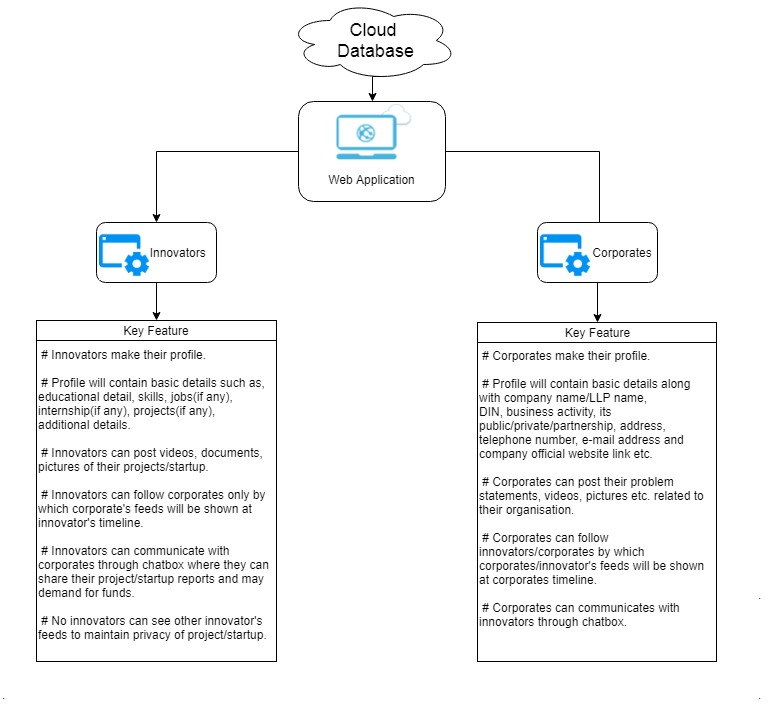 Cloud
Database
Web Application
Innovators
Corporates
Key Feature
# Innovators make their profile.
# Profile will contain basic details such as,
educational detail, skills, jobs(if any),
internship(if any), projects(if any),
additional details.
# Innovators can post videos, documents,
pictures of their projects/startup.
# Innovators can follow corporates only by
which corporate's feeds will be shown at
innovator's timeline.
# Innovators can communicate with
corporates through chatbox where they can
share their project/startup reports and may
demand for funds.
# No innovators can see other innovator's
feeds to maintain privacy of project/startup.
Key Feature
# Corporates make their profile.
# Profile will contain basic details along
with company name/LLP name,
DIN, business activity, its
public/private/partnership, address,
telephone number, e-mail address and
company official website link etc.
# Corporates can post their problem
statements, videos, pictures etc. related to
their organisation.
# Corporates can follow
innovators/corporates by which
corporates/innovator's feeds will be shown
at corporates timeline.
# Corporates can communicates with
innovators through chatbox.